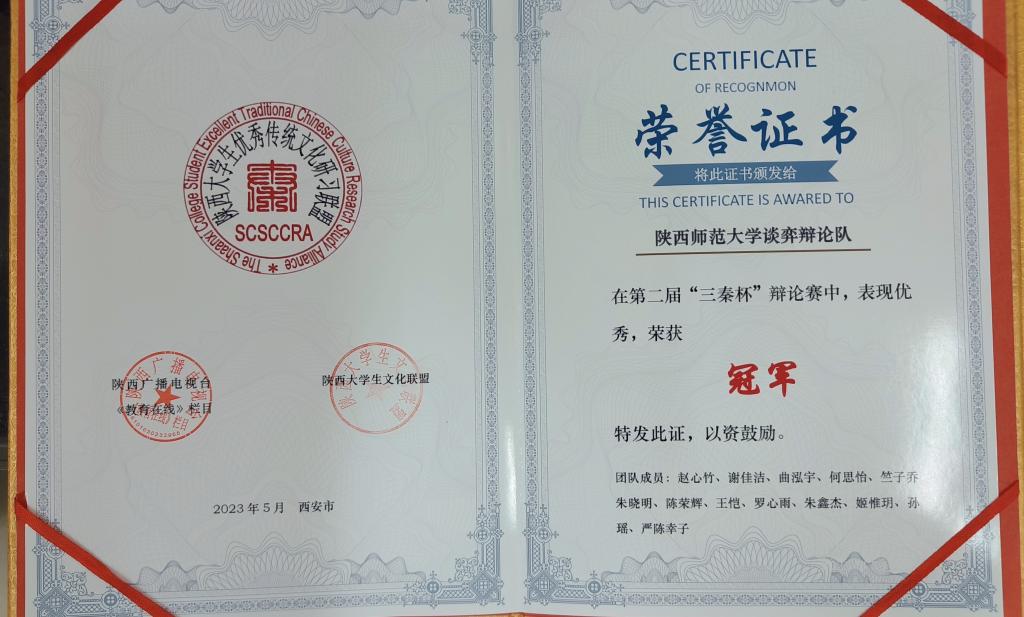 The Shaanxi College Student Excellent Traditional Chinese Culture Research Study Alliance *
陕西大学生优秀传统文化研习联盟
SCSCCRA
陕西广播电视台
《教育在线》栏目
陕西大学生文化联盟
2023年5月 西安市
CERTIFICATE
OF RECOGNMON
荣誉证书
将此证书颁发给
THIS CERTIFICATE IS AWARED TO
陕西师范大学谈弈辩论队
在第二届“三秦杯”辩论赛中，表现优
秀，荣获
冠军
特发此证，以资鼓励。
团队成员：赵心竹、谢佳洁、曲泓宇、何思怡、竺子乔
朱晓明、陈荣辉、王恺、罗心雨、朱鑫杰、姬惟玥、孙
瑶、严陈幸子